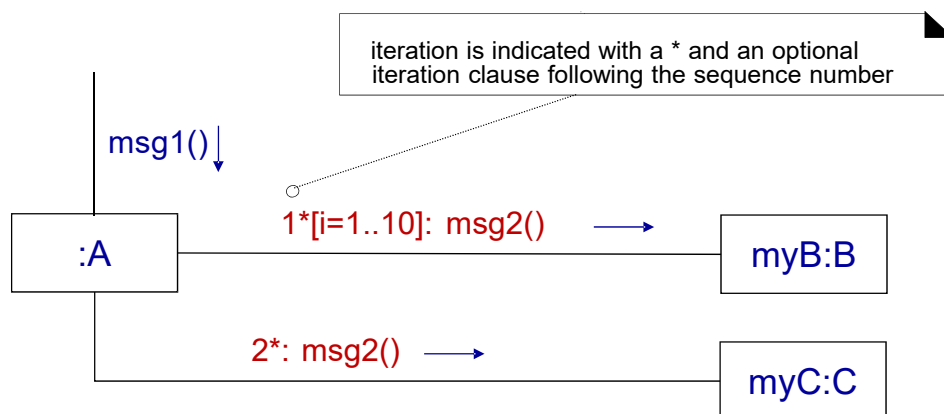 iteration is indicated with a * and an optional
iteration clause following the sequence number
msg1()
1*[i=1..10]: msg2()
:A
myB:B
2*: msg2()
myC:C